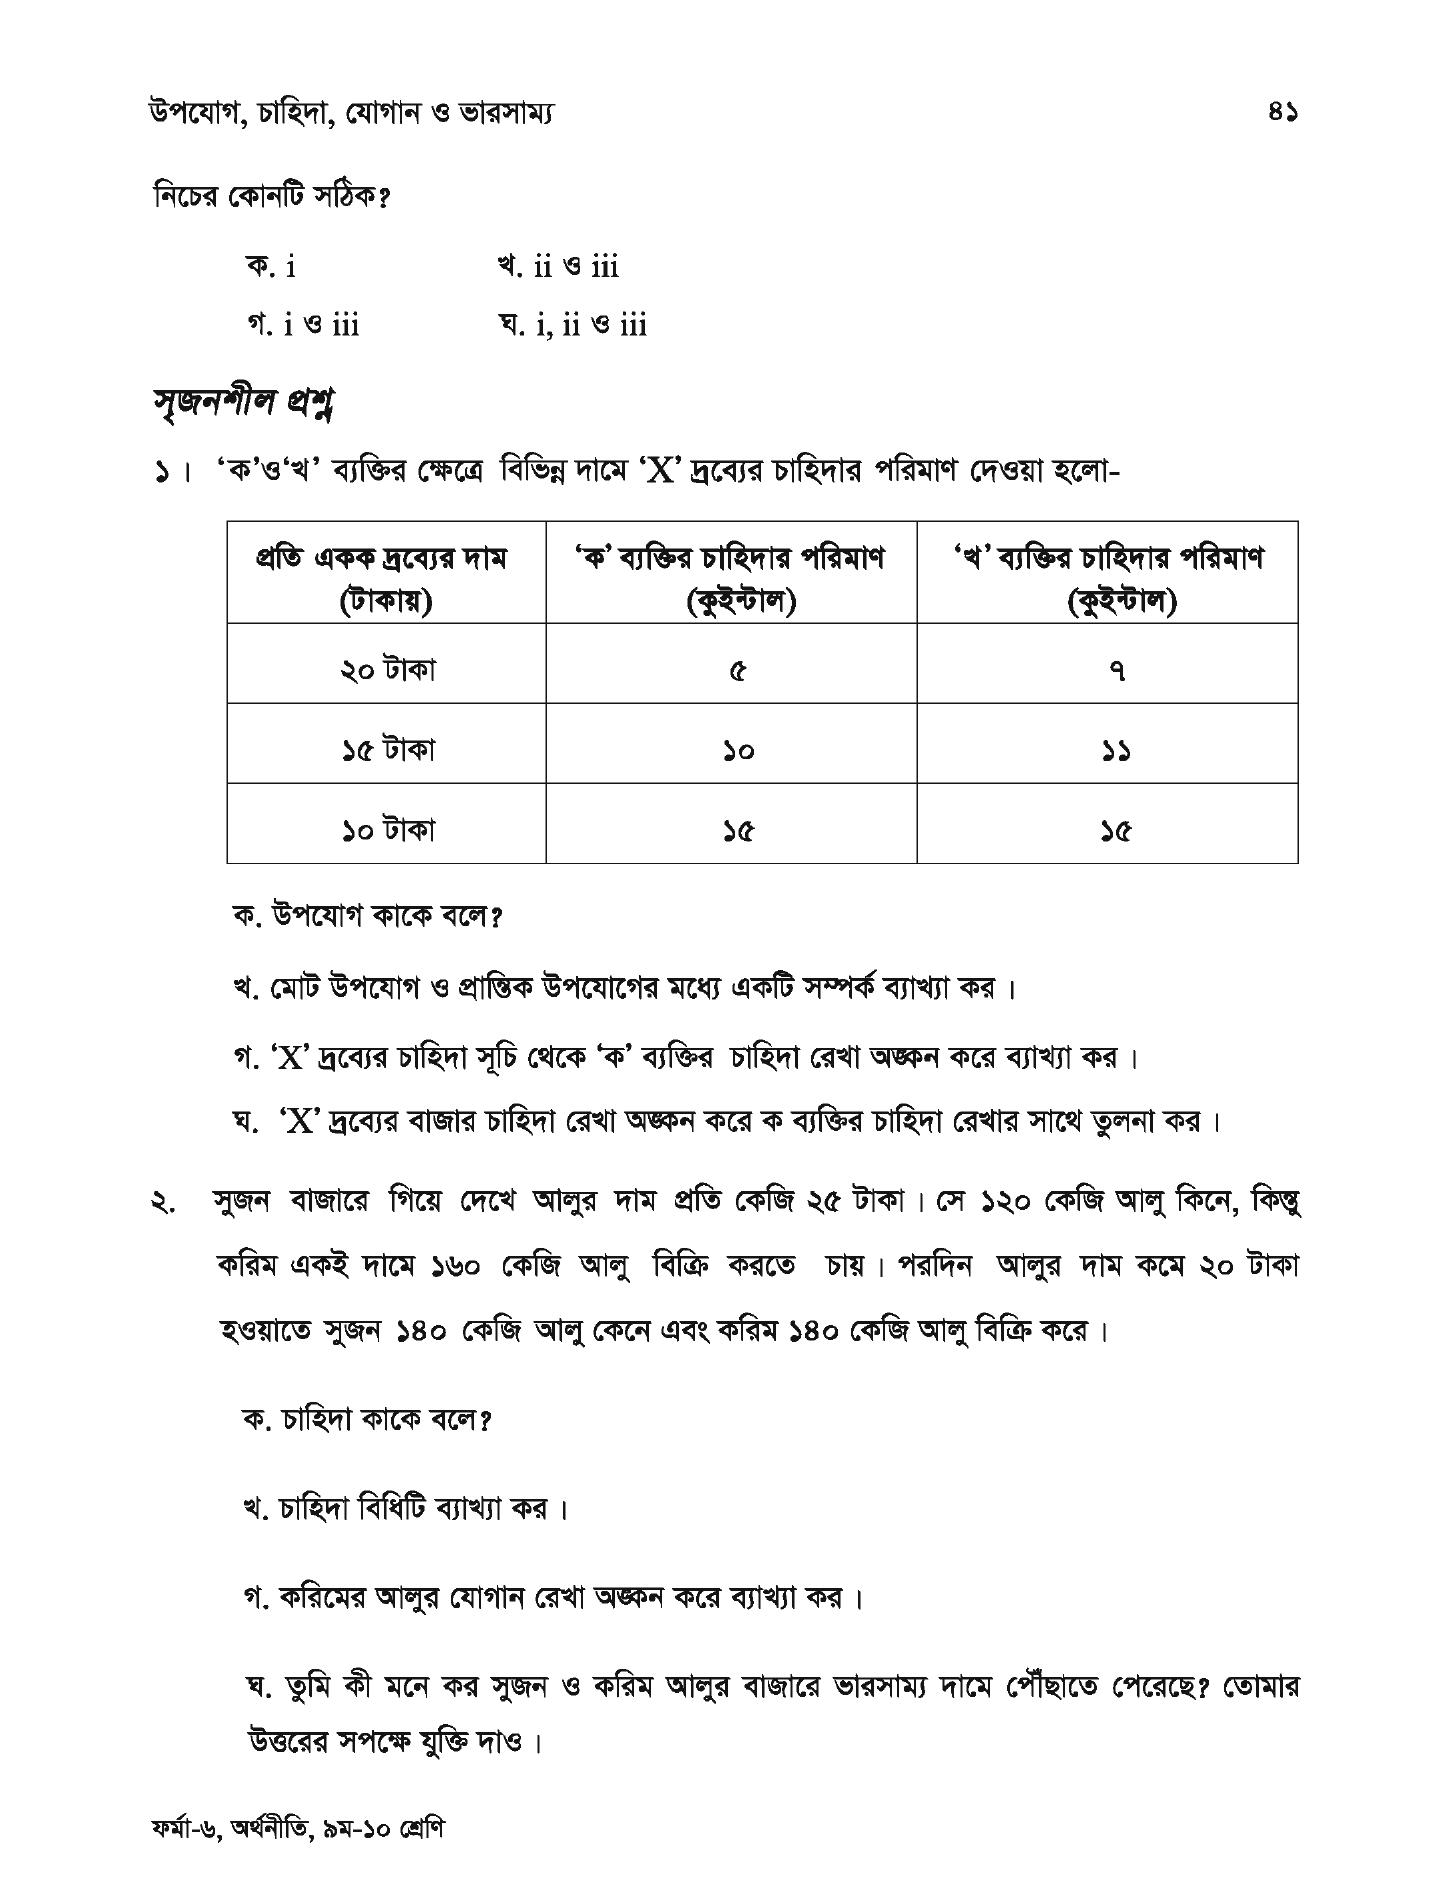 উপযোগ, চাহিদা, যোগান ও ভারসাম্য ৪১
নিচের কোনটি সঠিক?
ক. i খ. ii ও iii
গ. i ও iii ঘ. i, ii ও iii
সৃজনশীল প্রশ্ন
১। ‘ক’ও‘খ’ ব্যক্তির ক্ষেত্রে বিভিন্ন দামে ‘X’ দ্রব্যের চাহিদার পরিমাণ দেওয়া হলো-
প্রতি একক দ্রব্যের দাম ‘ক’ ব্যক্তির চাহিদার পরিমাণ ‘খ’ ব্যক্তির চাহিদার পরিমাণ
(টাকায়) (কুইন্টাল) (কুইন্টাল)
২০ টাকা ৫ ৭
১৫ টাকা ১০ ১১
১০ টাকা ১৫ ১৫
ক. উপযোগ কাকে বলে?
খ. মোট উপযোগ ও প্রান্তিক উপযোগের মধ্যে একটি সম্পর্ক ব্যাখ্যা কর।
গ. ‘X’ দ্রব্যের চাহিদা সূচি থেকে ‘ক’ ব্যক্তির চাহিদা রেখা অঙ্কন করে ব্যাখ্যা কর।
ঘ. ‘X’ দ্রব্যের বাজার চাহিদা রেখা অঙ্কন করে ক ব্যক্তির চাহিদা রেখার সাথে তুলনা কর।
২. সুজন বাজারে গিয়ে দেখে আলুর দাম প্রতি কেজি ২৫ টাকা। সে ১২০ কেজি আলু কিনে, কিন্তু
করিম একই দামে ১৬০ কেজি আলু বিক্রি করতে চায়। পরদিন আলুর দাম কমে ২০ টাকা
হওয়াতে সুজন ১৪০ কেজি আলু কেনে এবং করিম ১৪০ কেজি আলু বিক্রি করে।
ক. চাহিদা কাকে বলে?
খ. চাহিদা বিধিটি ব্যাখ্যা কর।
গ. করিমের আলুর যোগান রেখা অঙ্কন করে ব্যাখ্যা কর।
ঘ. তুমি কী মনে কর সুজন ও করিম আলুর বাজারে ভারসাম্য দামে পৌঁছাতে পেরেছে? তোমার
উত্তরের সপক্ষে যুক্তি দাও।
ফর্মা-৬, অর্থনীতি, ৯ম-১০ শ্রেণি